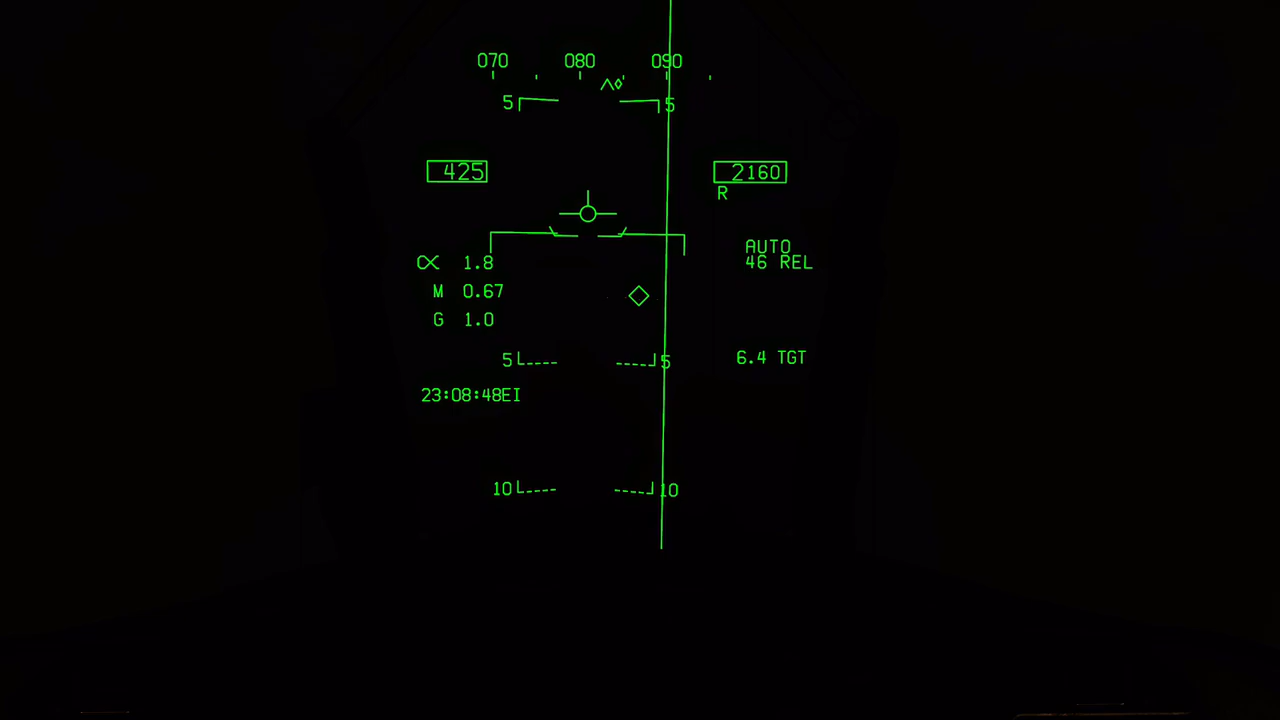 070 080 090
5 5
425 2160
R
AUTO
α 1.8 46 REL
M 0.67
G 1.0
5 5 6.4 TGT
23:08:48EI
10 10